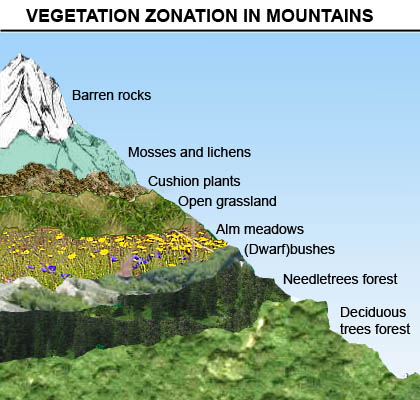 VEGETATION ZONATION IN MOUNTAINS
Barren rocks
Mosses and lichens
Cushion plants
Open grassland
Alm meadows
(Dwarf)bushes
Needletrees forest
Deciduous
trees forest